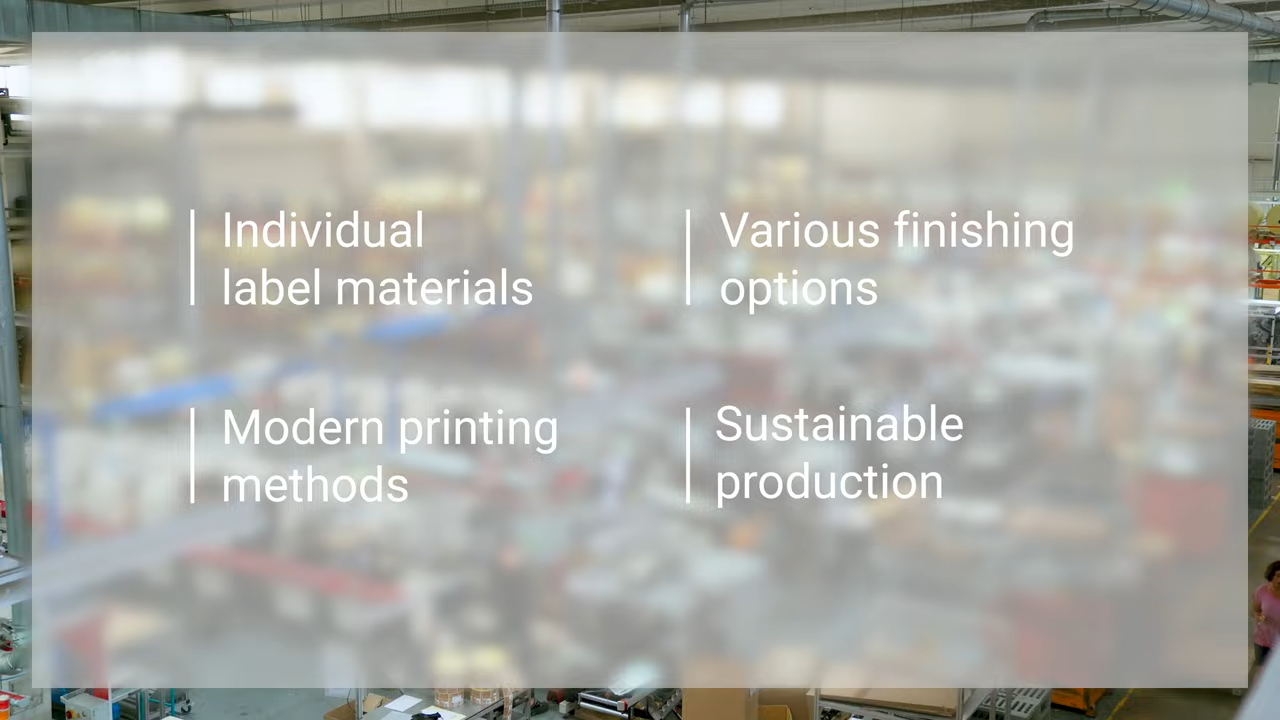 Individual
label materials
Various finishing
options
Modern printing
methods
Sustainable
production